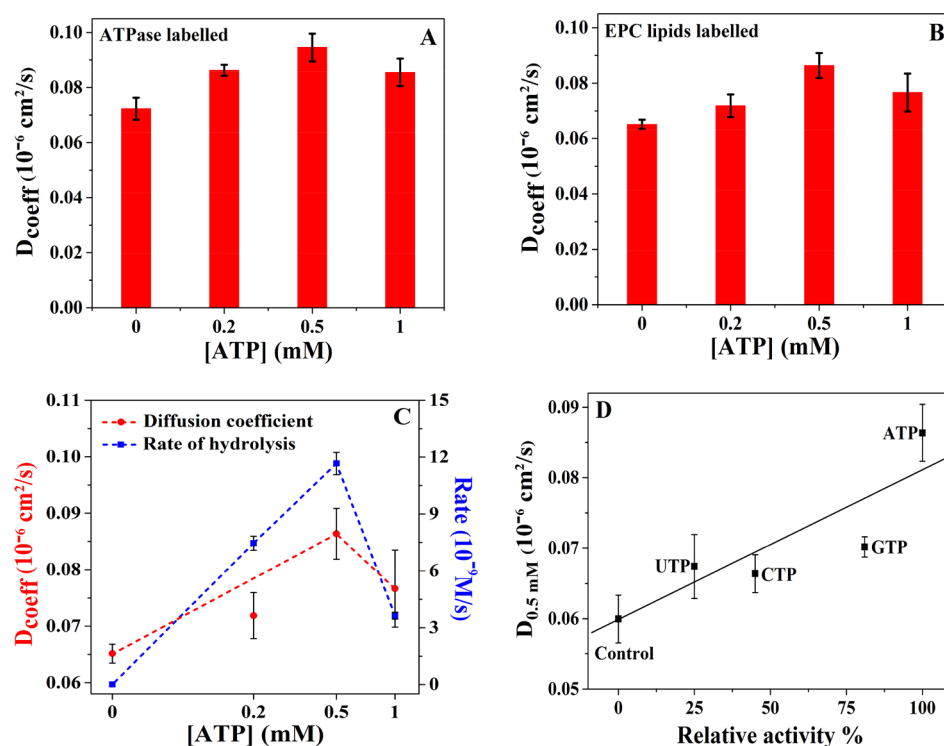 ATPase labelled
A
0.10
0.08
0.06
0.04
0.02
0.00
D_coeff (10⁻⁶ cm²/s)
0 0.2 0.5 1
[ATP] (mM)
EPC lipids labelled
B
0.10
0.08
0.06
0.04
0.02
0.00
D_coeff (10⁻⁶ cm²/s)
0 0.2 0.5 1
[ATP] (mM)
C
Diffusion coefficient
Rate of hydrolysis
0.11
0.10
0.09
0.08
0.07
0.06
D_coeff (10⁻⁶ cm²/s)
15
12
9
6
3
0
Rate (10⁻⁹M/s)
0 0.2 0.5 1
[ATP] (mM)
D
0.09
0.08
0.07
0.06
0.05
D_0.5 mM (10⁻⁶ cm²/s)
ATP
GTP
UTP
CTP
Control
0 25 50 75 100
Relative activity %